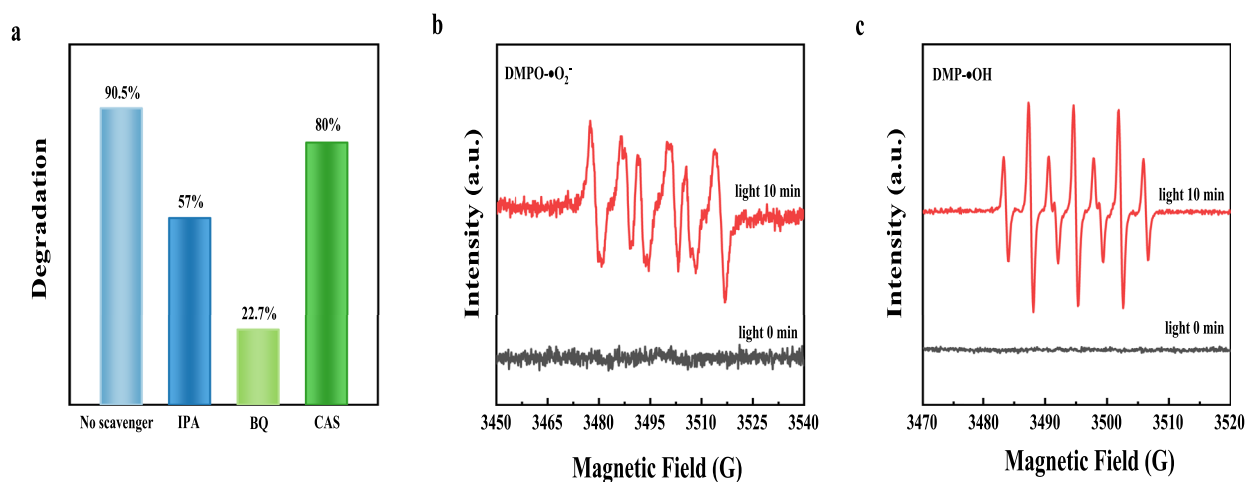 a
90.5%
57%
22.7%
80%
Degradation
No scavenger IPA BQ CAS
b
DMPO-●O₂⁻
light 10 min
light 0 min
Intensity (a.u.)
3450 3465 3480 3495 3510 3525 3540
Magnetic Field (G)
c
DMP-●OH
light 10 min
light 0 min
Intensity (a.u.)
3470 3480 3490 3500 3510 3520
Magnetic Field (G)